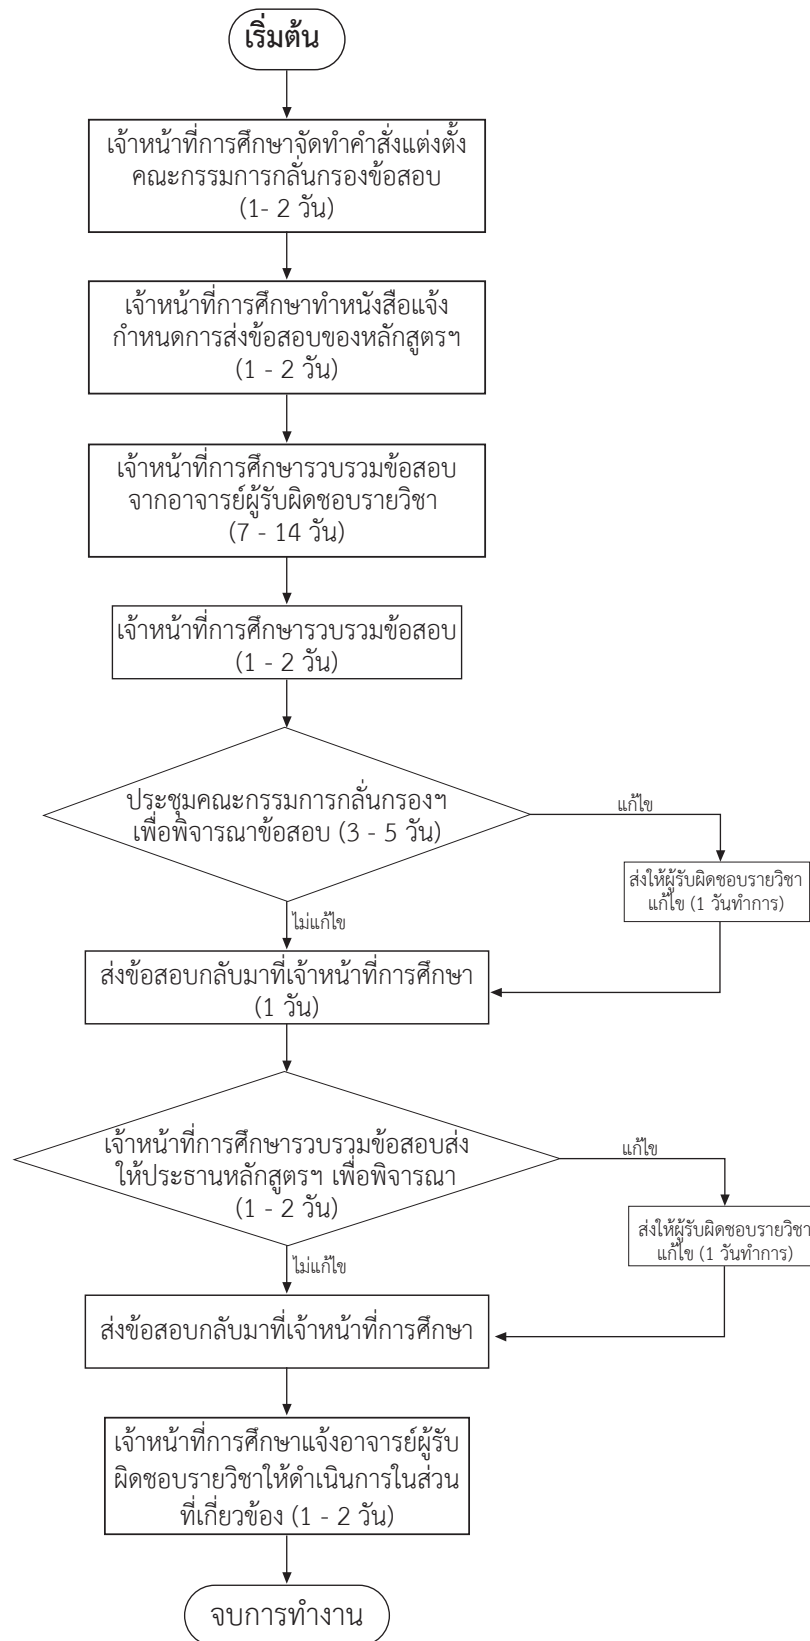 เริ่มต้น
เจ้าหน้าที่การศึกษาจัดทำคำสั่งแต่งตั้ง
คณะกรรมการกลั่นกรองข้อสอบ
(1- 2 วัน)
เจ้าหน้าที่การศึกษาทำหนังสือแจ้ง
กำหนดการส่งข้อสอบของหลักสูตรฯ
(1 - 2 วัน)
เจ้าหน้าที่การศึกษารวบรวมข้อสอบ
จากอาจารย์ผู้รับผิดชอบรายวิชา
(7 - 14 วัน)
เจ้าหน้าที่การศึกษารวบรวมข้อสอบ
(1 - 2 วัน)
ประชุมคณะกรรมการกลั่นกรองฯ
เพื่อพิจารณาข้อสอบ (3 - 5 วัน)
แก้ไข
ส่งให้ผู้รับผิดชอบรายวิชา
แก้ไข (1 วันทำการ)
ไม่แก้ไข
ส่งข้อสอบกลับมาที่เจ้าหน้าที่การศึกษา
(1 วัน)
เจ้าหน้าที่การศึกษารวบรวมข้อสอบส่ง
ให้ประธานหลักสูตรฯ เพื่อพิจารณา
(1 - 2 วัน)
แก้ไข
ส่งให้ผู้รับผิดชอบรายวิชา
แก้ไข (1 วันทำการ)
ไม่แก้ไข
ส่งข้อสอบกลับมาที่เจ้าหน้าที่การศึกษา
เจ้าหน้าที่การศึกษาแจ้งอาจารย์ผู้รับ
ผิดชอบรายวิชาให้ดำเนินการในส่วน
ที่เกี่ยวข้อง (1 - 2 วัน)
จบการทำงาน